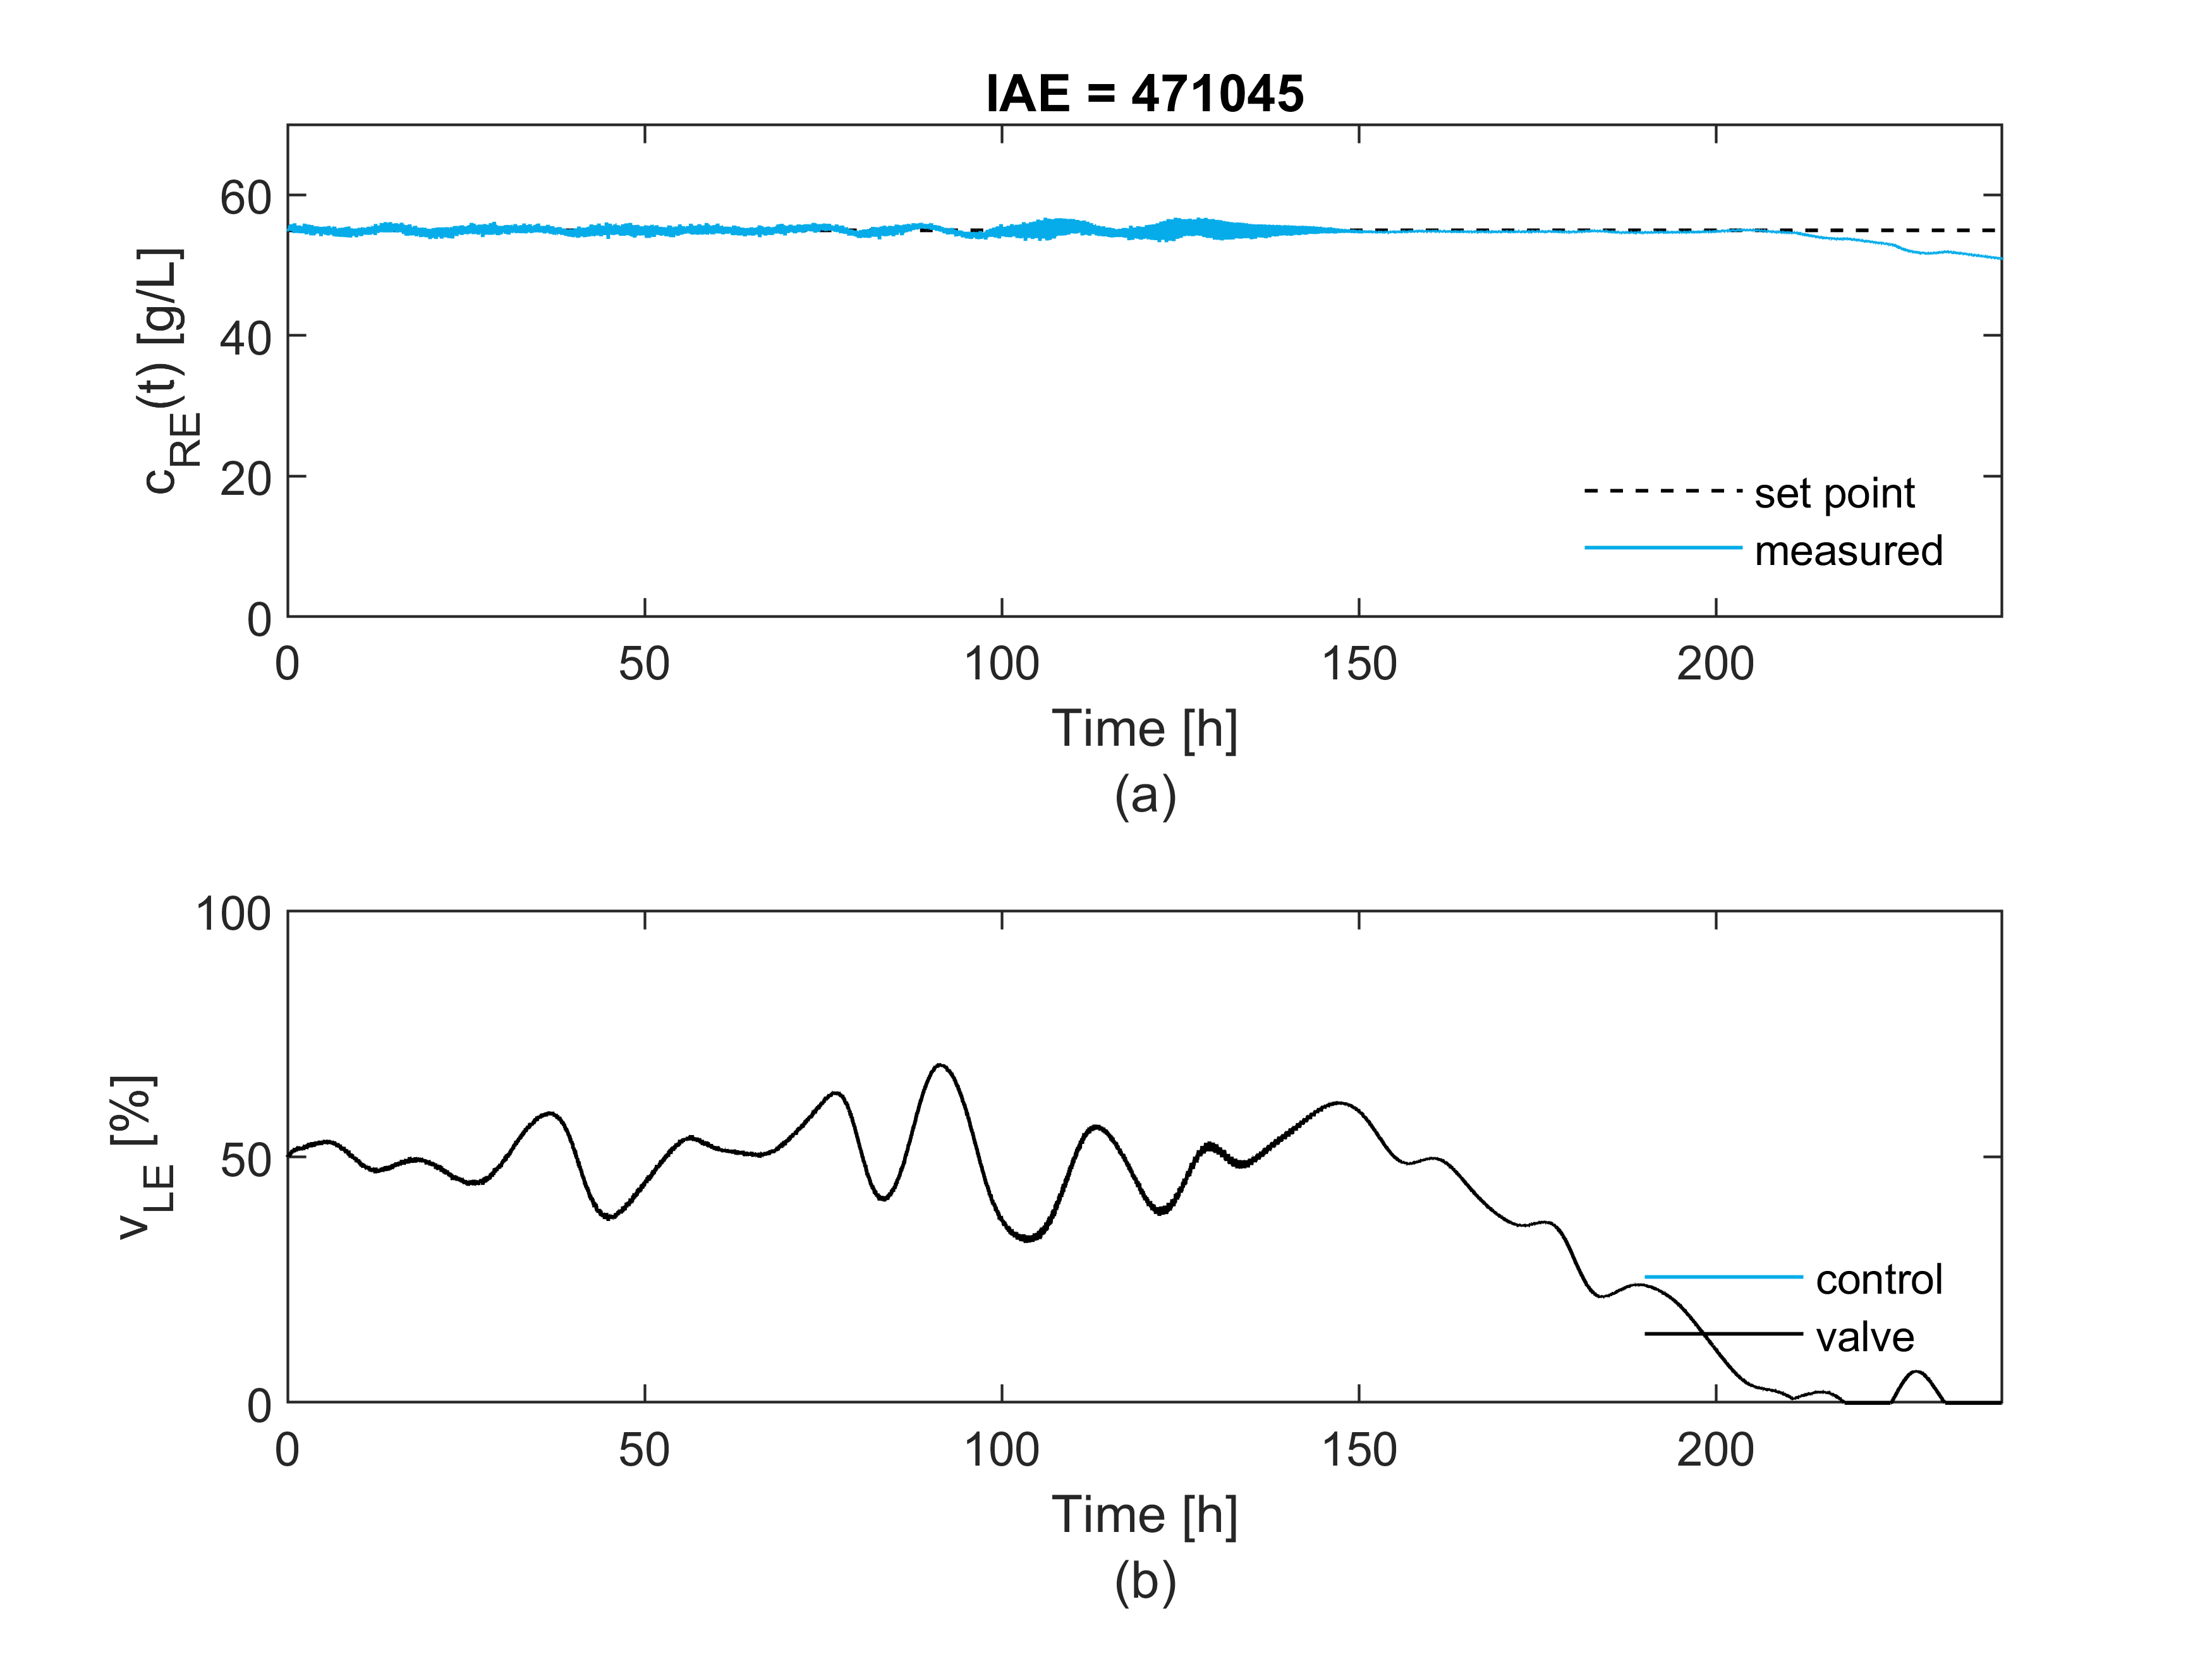 IAE = 471045
60
40
20
0
c_RE(t) [g/L]
set point
measured
0 50 100 150 200
Time [h]
(a)
100
50
0
v_LE [%]
control
valve
0 50 100 150 200
Time [h]
(b)